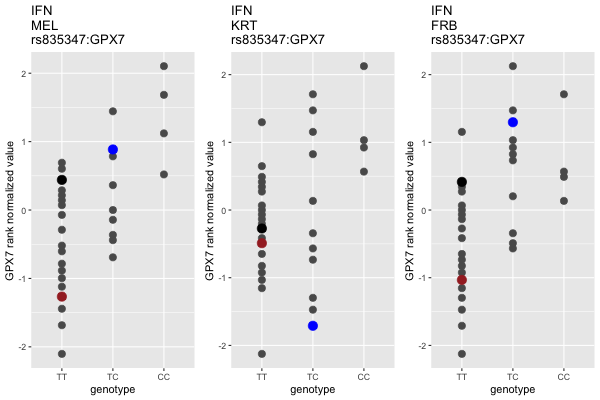 IFN
MEL
rs835347:GPX7
GPX7 rank normalized value
2
1
0
-1
-2
TT
TC
CC
genotype
IFN
KRT
rs835347:GPX7
GPX7 rank normalized value
2
1
0
-1
-2
TT
TC
CC
genotype
IFN
FRB
rs835347:GPX7
GPX7 rank normalized value
2
1
0
-1
-2
TT
TC
CC
genotype